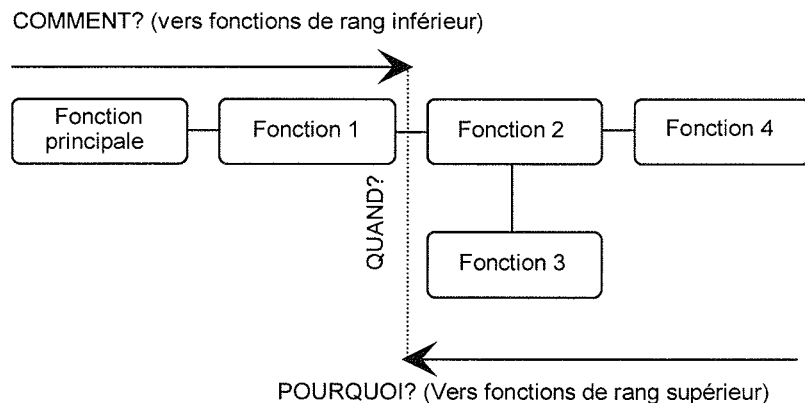 COMMENT? (vers fonctions de rang inférieur)
Fonction
principale
Fonction 1
Fonction 2
Fonction 4
QUAND?
Fonction 3
POURQUOI? (Vers fonctions de rang supérieur)